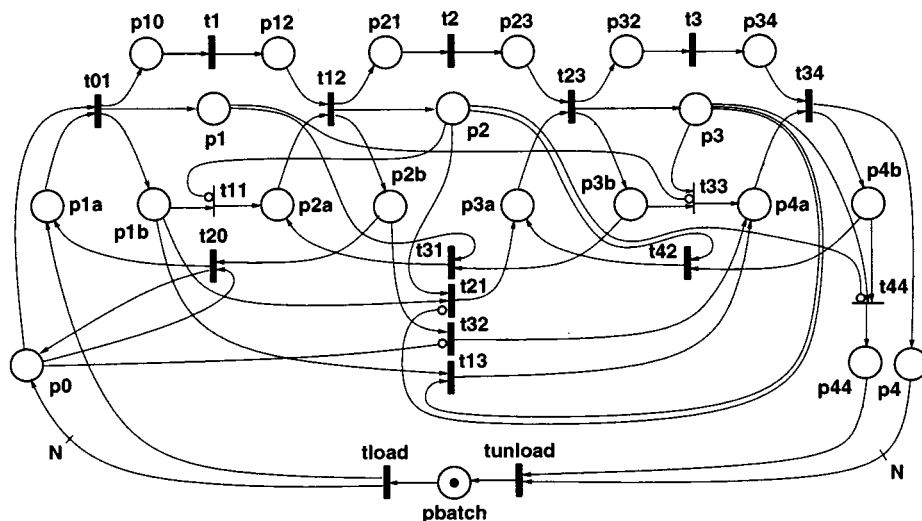 p10 t1 p12 p21 t2 p23 p32 t3 p34
t01 t12 t23 t34
p1 p2 p3
p1a p1b t11 p2a p2b p3a p3b t33 p4a p4b
t20 t31 t42 t44
t21
t32
t13
p0 p44 p4
N tload tunload N
pbatch